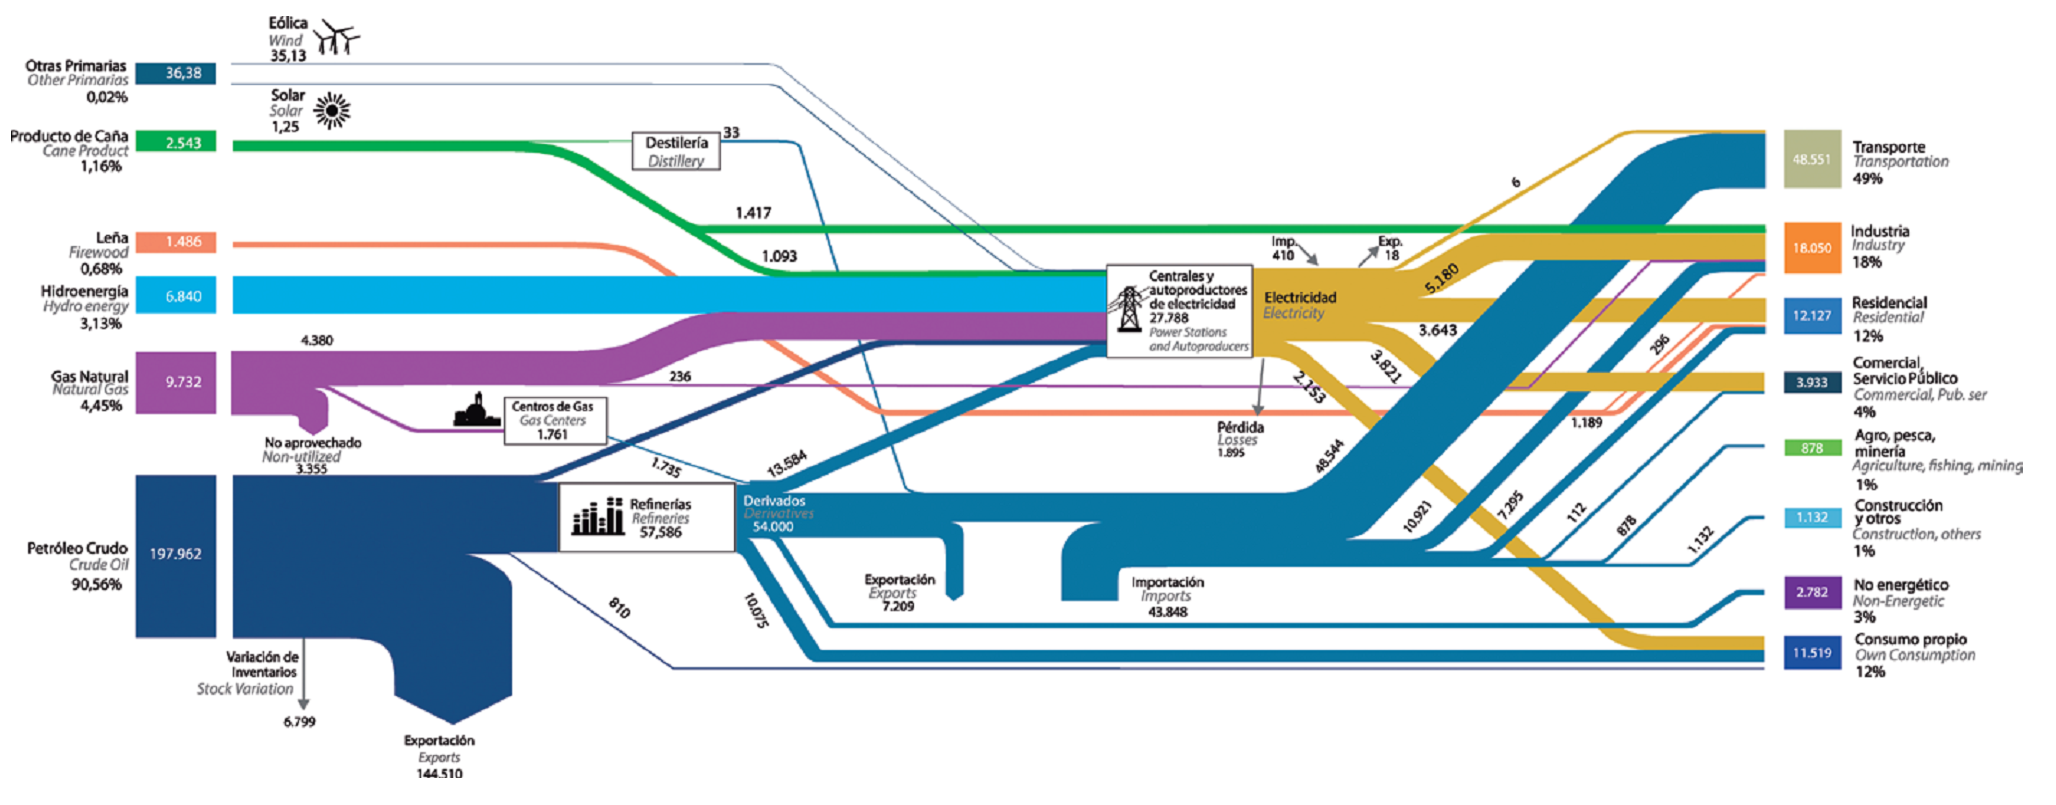 Eólica
Wind
35,13
Otras Primarias
Other Primarias
0,02%
36,38
Solar
Solar
1,25
Producto de Caña
Cane Product
1,16%
2.543
Destilería
Distillery
33
1.417
1.093
Leña
Firewood
0,68%
1.486
Hidroenergía
Hydro energy
3,13%
6.840
4.380
Gas Natural
Natural Gas
4,45%
9.732
236
No aprovechado
Non-utilized
3.355
Centros de Gas
Gas Centers
1.761
1.735
Petróleo Crudo
Crude Oil
90,56%
197.962
Variación de
Inventarios
Stock Variation
6.799
Exportación
Exports
144.510
Refinerías
Refineries
57,586
810
Derivados
Derivatives
54.000
13.584
10.075
Exportación
Exports
7.209
Importación
Imports
43.848
Centrales y
autoproductores
de electricidad
27.788
Power Stations
and Autoproducers
Imp.
410
Exp.
18
Electricidad
Electricity
Pérdida
Losses
1.895
6
5.180
3.643
3.821
2.153
48.544
10.921
7.295
112
878
1.132
296
1.189
48.551
Transporte
Transportation
49%
18.050
Industria
Industry
18%
12.127
Residencial
Residential
12%
3.933
Comercial,
Servicio Público
Commercial, Pub. ser
4%
878
Agro, pesca,
minería
Agriculture, fishing, mining
1%
1.132
Construcción
y otros
Construction, others
1%
2.782
No energético
Non-Energetic
3%
11.519
Consumo propio
Own Consumption
12%